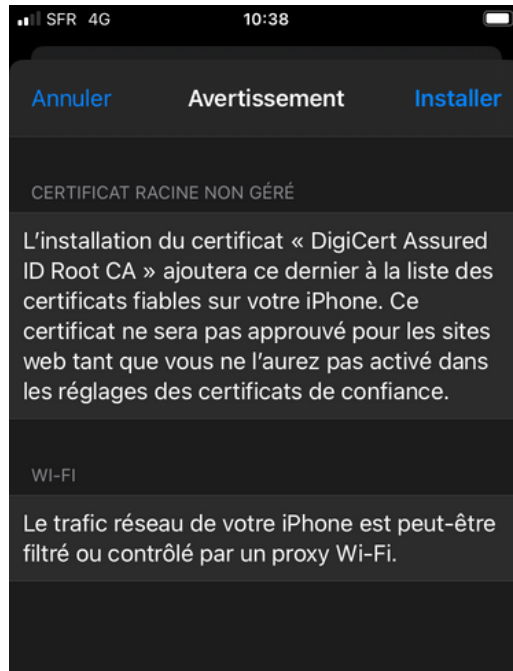 SFR 4G
10:38
Annuler
Avertissement
Installer
CERTIFICAT RACINE NON GÉRÉ
L’installation du certificat « DigiCert Assured
ID Root CA » ajoutera ce dernier à la liste des
certificats fiables sur votre iPhone. Ce
certificat ne sera pas approuvé pour les sites
web tant que vous ne l’aurez pas activé dans
les réglages des certificats de confiance.
WI-FI
Le trafic réseau de votre iPhone est peut-être
filtré ou contrôlé par un proxy Wi-Fi.